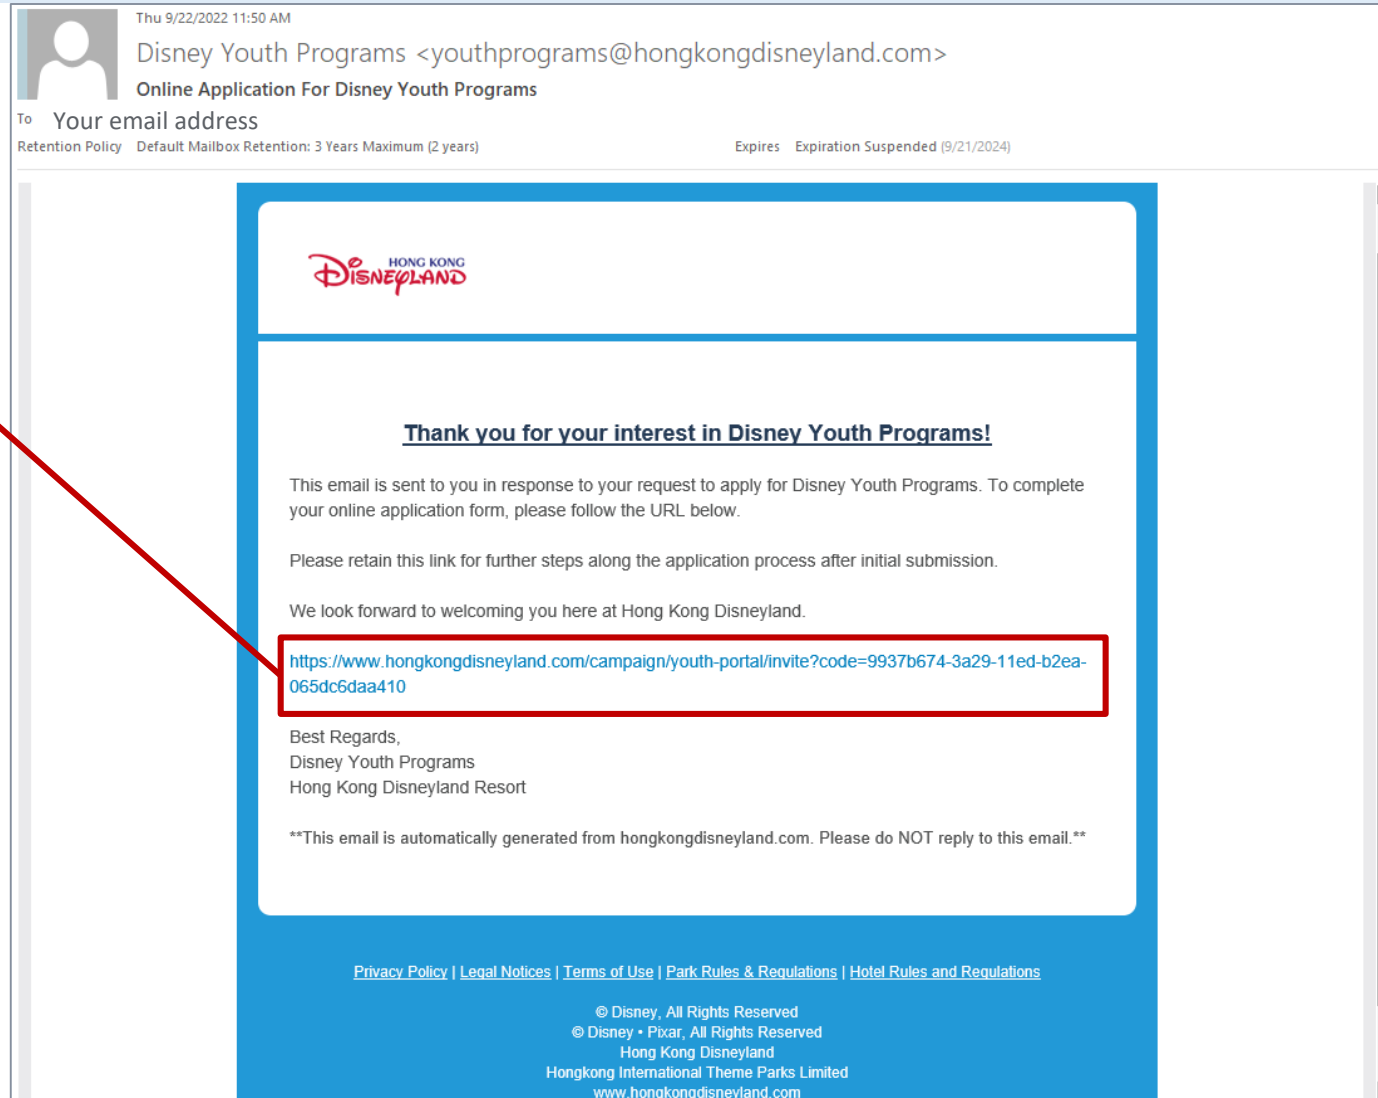 Thu 9/22/2022 11:50 AM
Disney Youth Programs <youthprograms@hongkongdisneyland.com>
Online Application For Disney Youth Programs
To Your email address
Retention Policy Default Mailbox Retention: 3 Years Maximum (2 years) Expires Expiration Suspended (9/21/2024)
HONG KONG
DISNEYLAND
Thank you for your interest in Disney Youth Programs!
This email is sent to you in response to your request to apply for Disney Youth Programs. To complete
your online application form, please follow the URL below.
Please retain this link for further steps along the application process after initial submission.
We look forward to welcoming you here at Hong Kong Disneyland.
https://www.hongkongdisneyland.com/campaign/youth-portal/invite?code=9937b674-3a29-11ed-b2ea-
065dc6daa410
Best Regards,
Disney Youth Programs
Hong Kong Disneyland Resort
**This email is automatically generated from hongkongdisneyland.com. Please do NOT reply to this email.**
Privacy Policy | Legal Notices | Terms of Use | Park Rules & Regulations | Hotel Rules and Regulations
© Disney, All Rights Reserved
© Disney • Pixar, All Rights Reserved
Hong Kong Disneyland
Hongkong International Theme Parks Limited
www.hongkongdisneyland.com